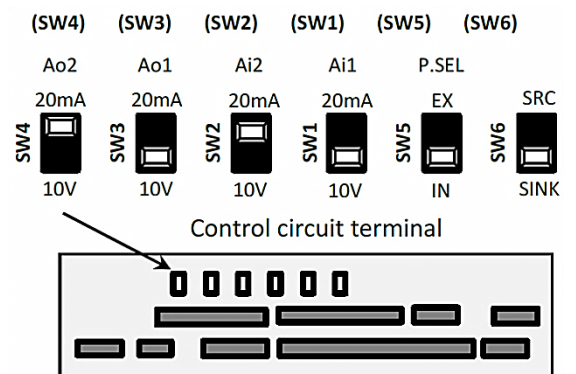 (SW4) (SW3) (SW2) (SW1) (SW5) (SW6)
Ao2 Ao1 Ai2 Ai1 P.SEL
20mA 20mA 20mA 20mA EX SRC
SW4 SW3 SW2 SW1 SW5 SW6
10V 10V 10V 10V IN SINK
Control circuit terminal